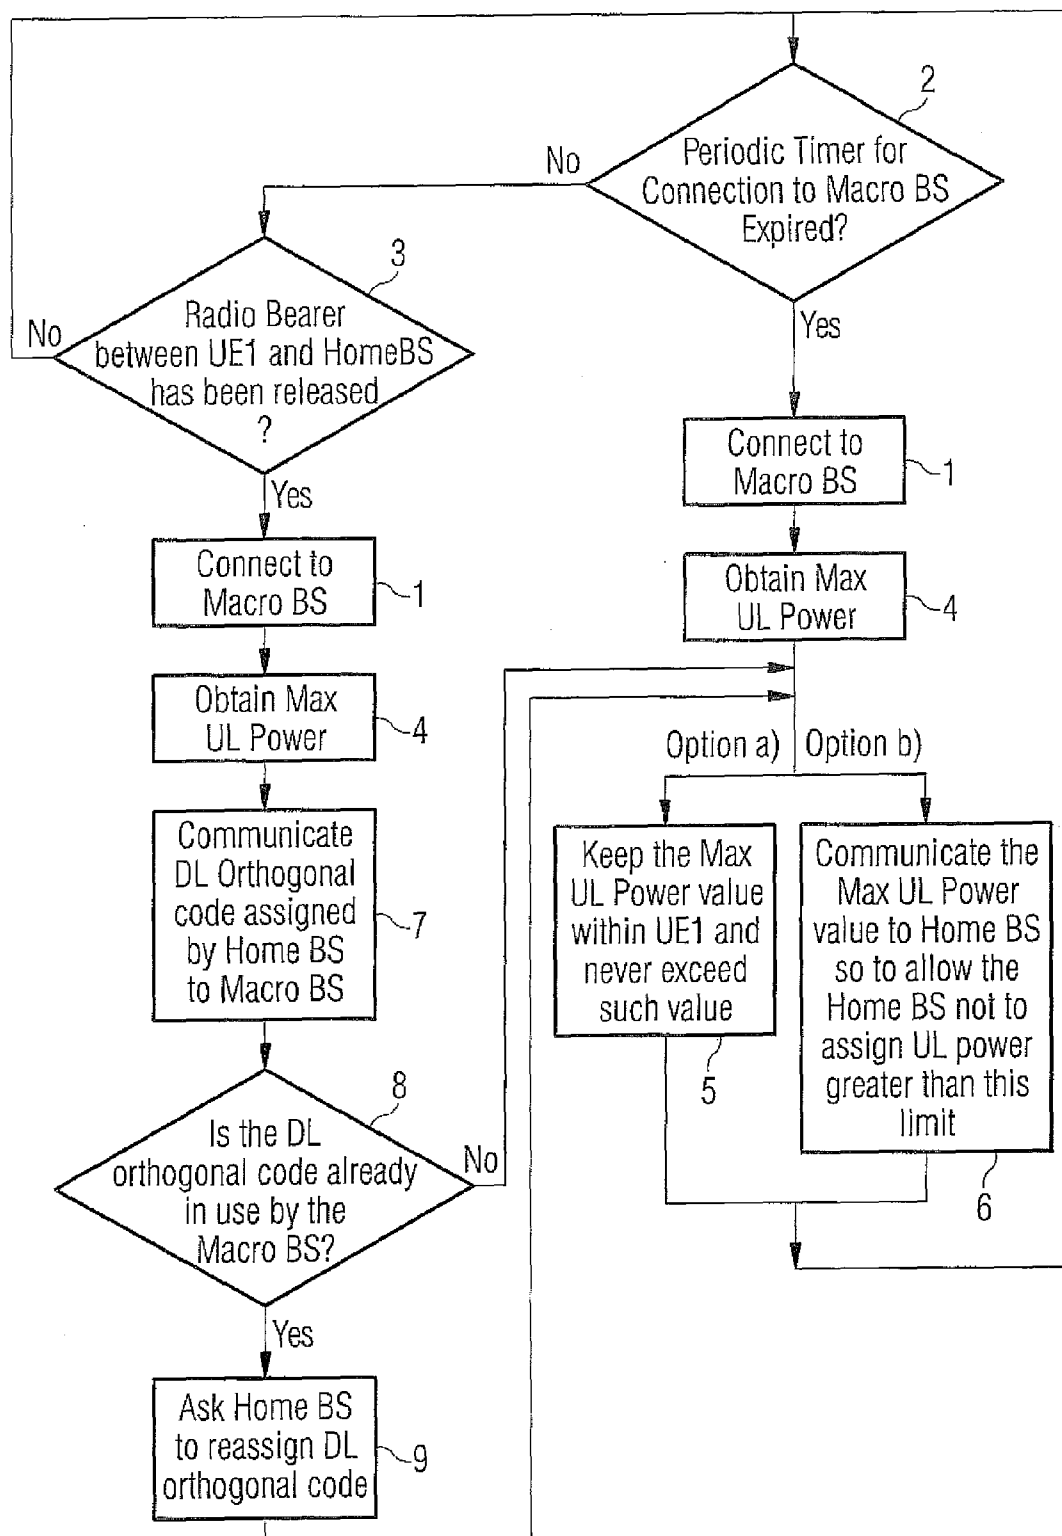 2
Periodic Timer for
Connection to Macro BS
Expired?
No
Yes
3
Radio Bearer
between UE1 and HomeBS
has been released
?
No
Yes
Connect to
Macro BS
1
Obtain Max
UL Power
4
Connect to
Macro BS
1
Obtain Max
UL Power
4
Communicate
DL Orthogonal
code assigned
by Home BS
to Macro BS
7
Option a)
Option b)
Keep the Max
UL Power value
within UE1 and
never exceed
such value
5
Communicate the
Max UL Power
value to Home BS
so to allow the
Home BS not to
assign UL power
greater than this
limit
6
8
Is the DL
orthogonal code already
in use by the
Macro BS?
No
Yes
Ask Home BS
to reassign DL
orthogonal code
9